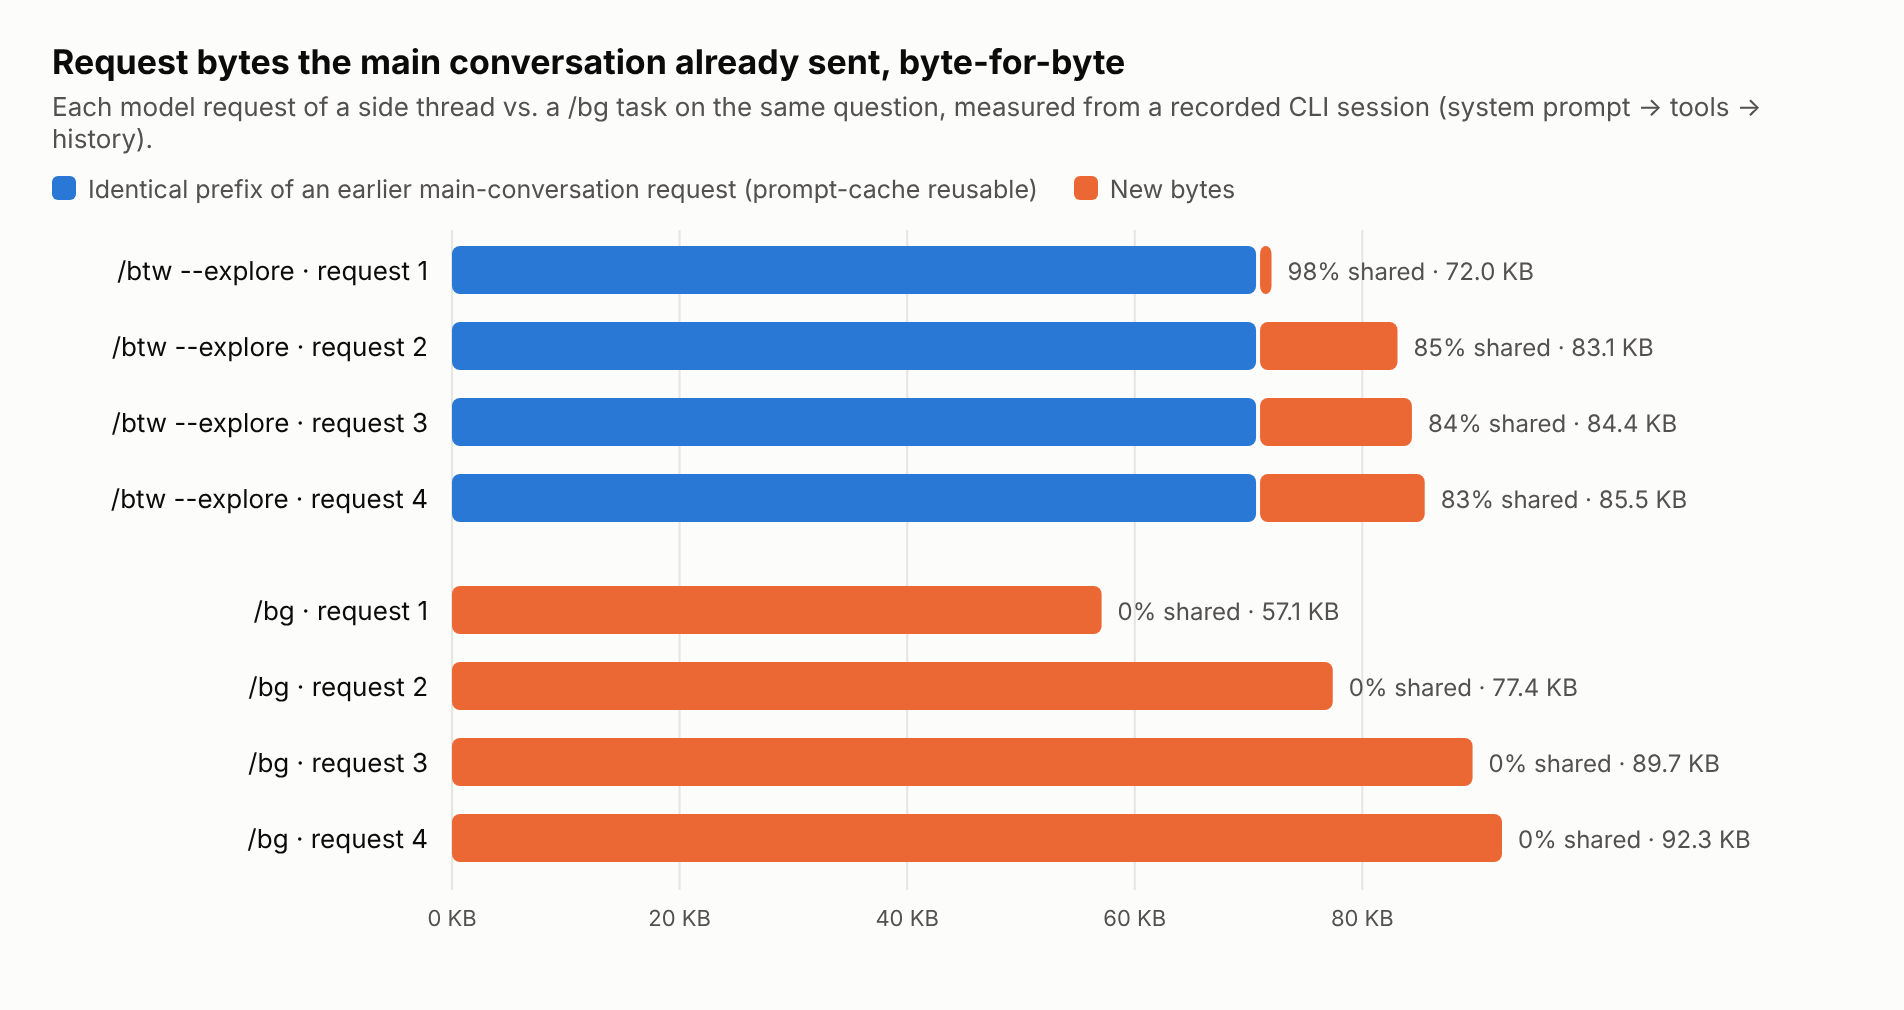 Request bytes the main conversation already sent, byte-for-byte
Each model request of a side thread vs. a /bg task on the same question, measured from a recorded CLI session (system prompt → tools →
history).
Identical prefix of an earlier main-conversation request (prompt-cache reusable)
New bytes
/btw --explore · request 1
98% shared · 72.0 KB
/btw --explore · request 2
85% shared · 83.1 KB
/btw --explore · request 3
84% shared · 84.4 KB
/btw --explore · request 4
83% shared · 85.5 KB
/bg · request 1
0% shared · 57.1 KB
/bg · request 2
0% shared · 77.4 KB
/bg · request 3
0% shared · 89.7 KB
/bg · request 4
0% shared · 92.3 KB
0 KB
20 KB
40 KB
60 KB
80 KB